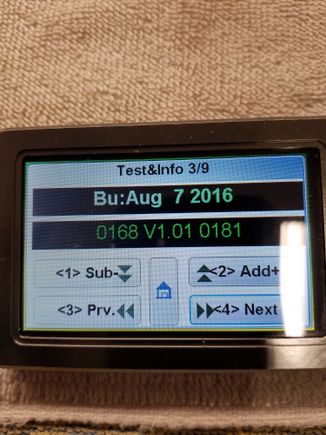 Test&Info 3/9
Bu:Aug 7 2016
0168 V1.01 0181
<1> Sub- <2> Add+
<3> Prv. <4> Next